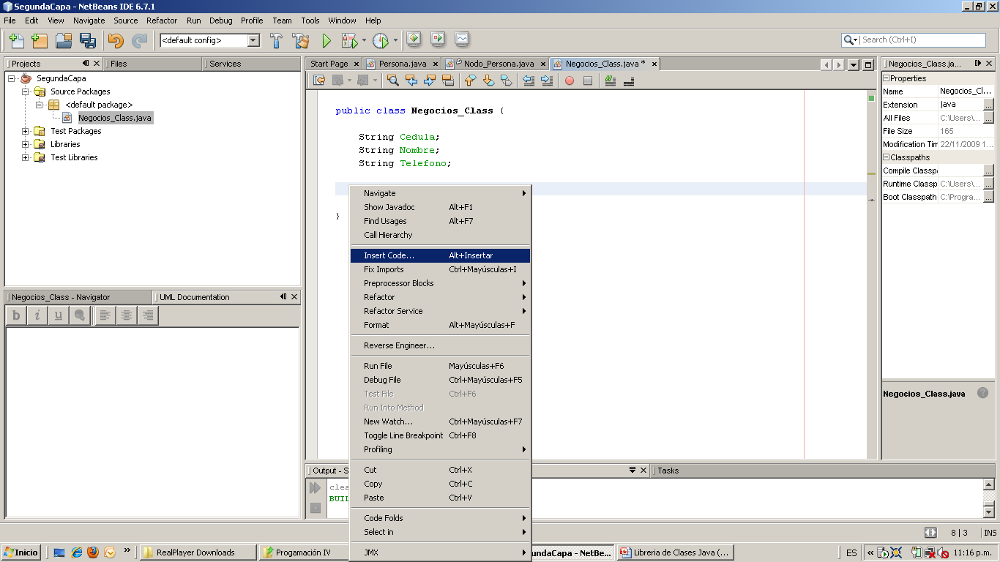 SegundaCapa - NetBeans IDE 6.7.1
File Edit View Navigate Source Refactor Run Debug Profile Team Tools Window Help
<default config>
Search (Ctrl+I)
Projects
Files
Services
SegundaCapa
Source Packages
<default package>
Negocios_Class.java
Test Packages
Libraries
Test Libraries
Negocios_Class - Navigator
UML Documentation
b i u
Start Page
Persona.java
Nodo_Persona.java
Negocios_Class.java *
public class Negocios_Class {
String Cedula;
String Nombre;
String Telefono;
}
Navigate
Show Javadoc Alt+F1
Find Usages Alt+F7
Call Hierarchy
Insert Code... Alt+Insertar
Fix Imports Ctrl+Mayúsculas+I
Preprocessor Blocks
Refactor
Refactor Service
Format Alt+Mayúsculas+F
Reverse Engineer...
Run File Mayúsculas+F6
Debug File Ctrl+Mayúsculas+F5
Test File Ctrl+F6
Run Into Method
New Watch... Ctrl+Mayúsculas+F7
Toggle Line Breakpoint Ctrl+F8
Profiling
Cut Ctrl+X
Copy Ctrl+C
Paste Ctrl+V
Code Folds
Select in
JMX
Output - S
Tasks
clea
BUIL
Negocios_Class.ja...
Properties
Name Negocios_Cl...
Extension java
All Files C:\Users\...
File Size 165
Modification Tim 22/11/2009 1...
Classpaths
Compile Classpa
Runtime Classp C:\Users\...
Boot Classpath C:\Progra...
Negocios_Class.java
8 | 3 INS
Inicio
RealPlayer Downloads
Progamación IV
undaCapa - NetBe...
Libreria de Clases Java (...
ES
11:16 p.m.